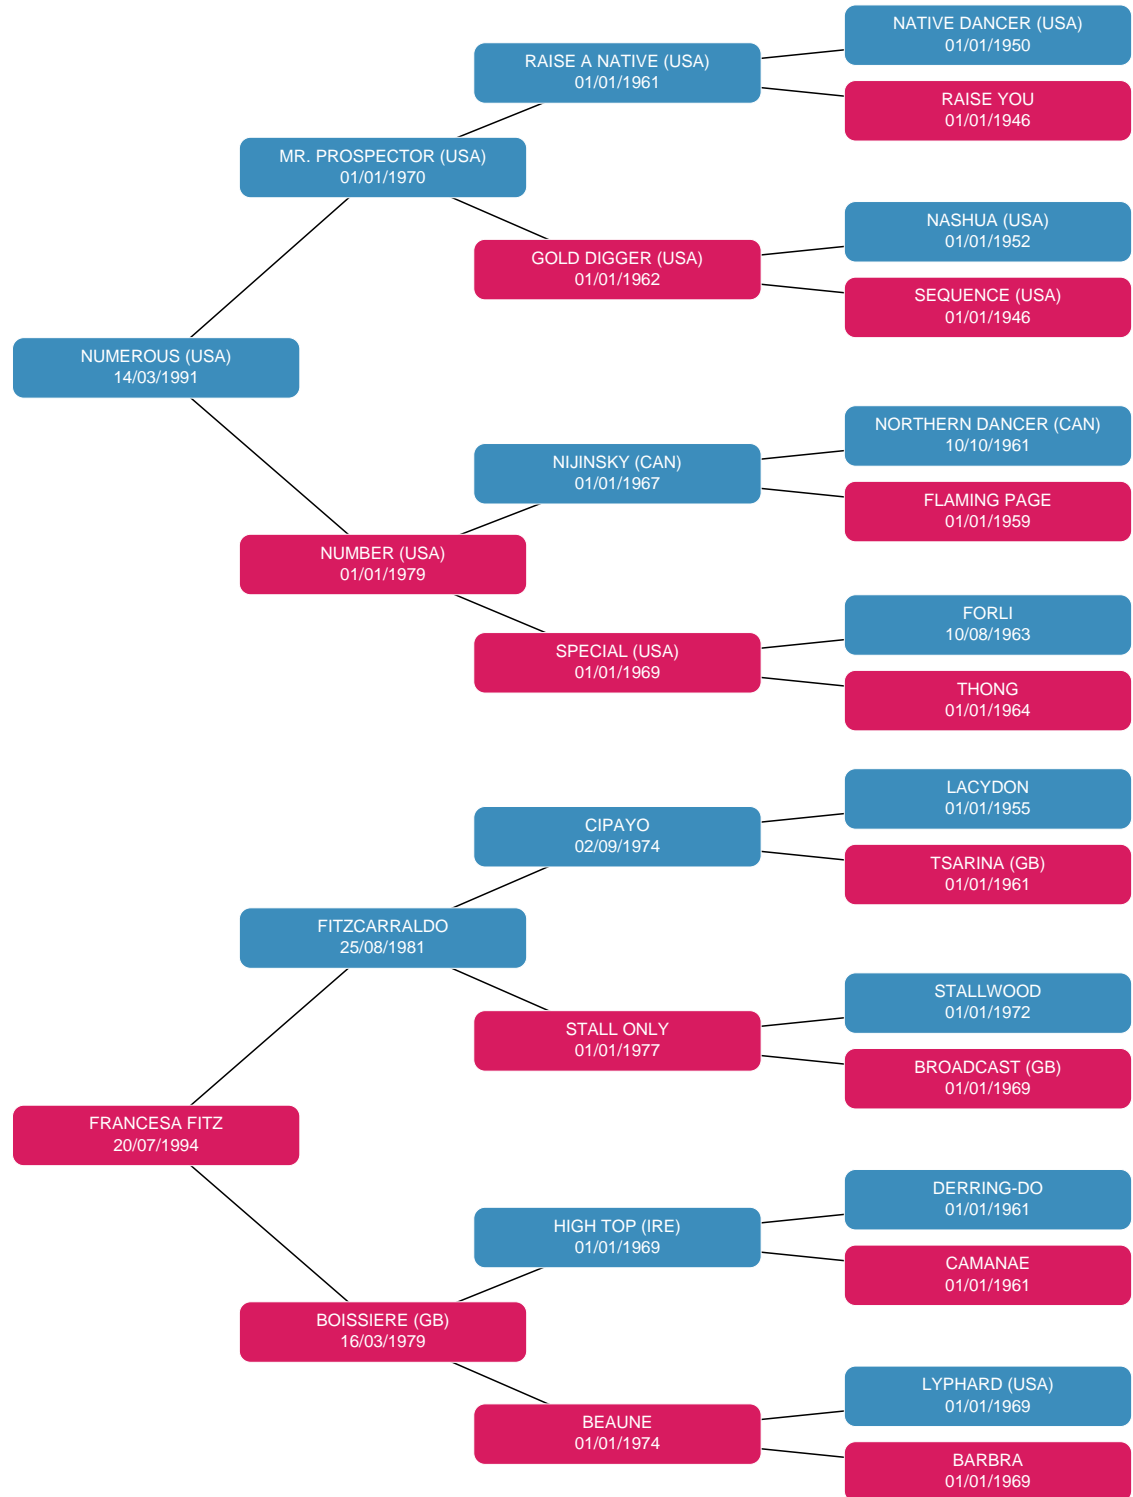 NATIVE DANCER (USA)
01/01/1950
RAISE A NATIVE (USA)
01/01/1961
RAISE YOU
01/01/1946
MR. PROSPECTOR (USA)
01/01/1970
NASHUA (USA)
01/01/1952
GOLD DIGGER (USA)
01/01/1962
SEQUENCE (USA)
01/01/1946
NUMEROUS (USA)
14/03/1991
NORTHERN DANCER (CAN)
10/10/1961
NIJINSKY (CAN)
01/01/1967
FLAMING PAGE
01/01/1959
NUMBER (USA)
01/01/1979
FORLI
10/08/1963
SPECIAL (USA)
01/01/1969
THONG
01/01/1964
LACYDON
01/01/1955
CIPAYO
02/09/1974
TSARINA (GB)
01/01/1961
FITZCARRALDO
25/08/1981
STALLWOOD
01/01/1972
STALL ONLY
01/01/1977
BROADCAST (GB)
01/01/1969
FRANCESA FITZ
20/07/1994
DERRING-DO
01/01/1961
HIGH TOP (IRE)
01/01/1969
CAMANAE
01/01/1961
BOISSIERE (GB)
16/03/1979
LYPHARD (USA)
01/01/1969
BEAUNE
01/01/1974
BARBRA
01/01/1969